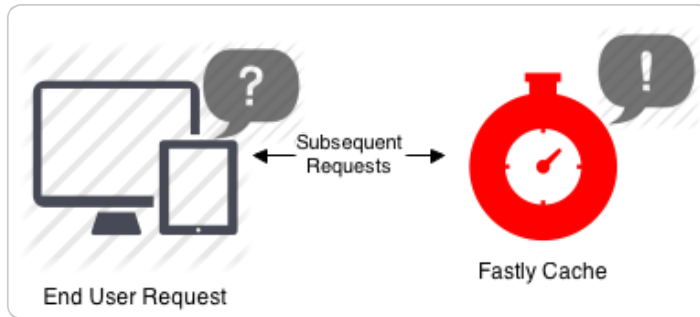 ?
!
Subsequent
Requests
Fastly Cache
End User Request